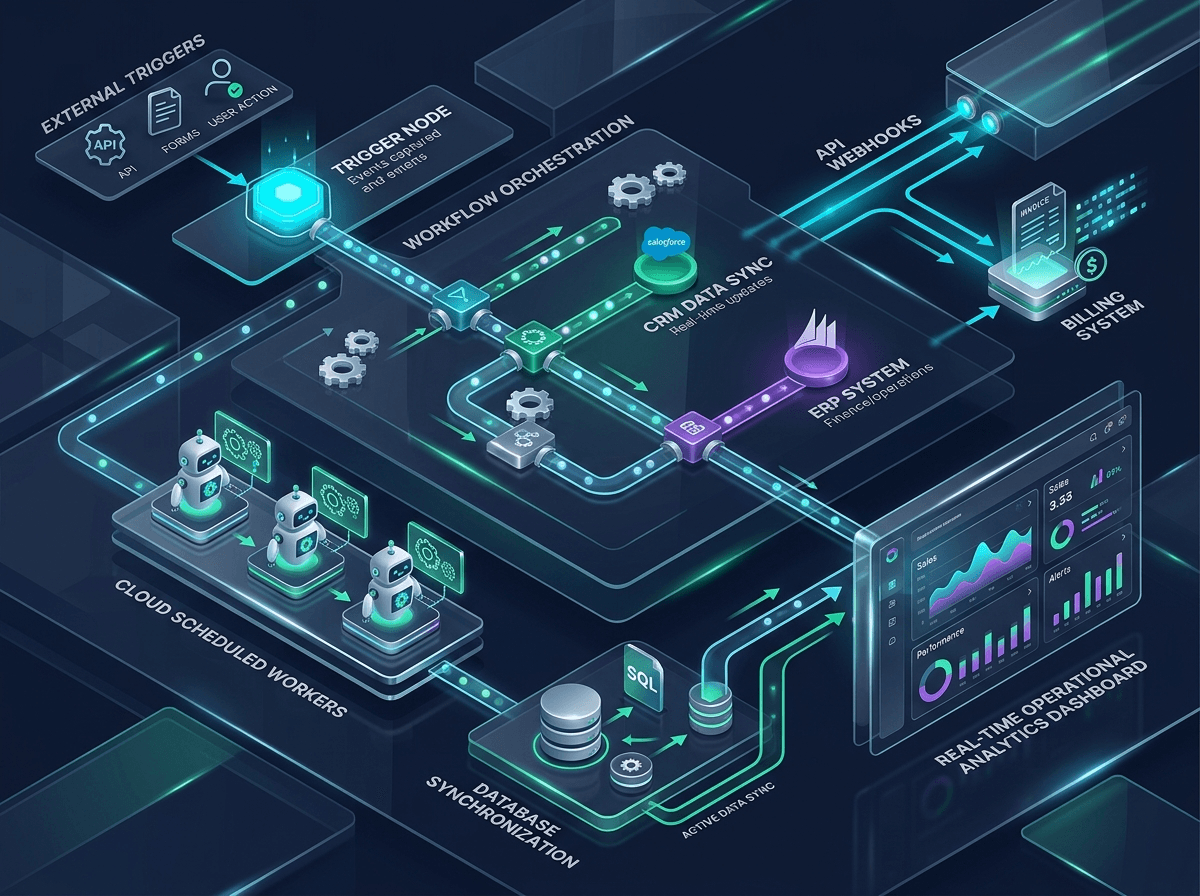 EXTERNAL TRIGGERS
API
API
FORMS
USER ACTION
TRIGGER NODE
Events captured
and
WORKFLOW ORCHESTRATION
salesforce
CRM DATA SYNC
Real-time updates
ERP SYSTEM
Finance/operations
API
WEBHOOKS
INVOICE
$
BILLING
SYSTEM
CLOUD SCHEDULED WORKERS
SQL
DATABASE
SYNCHRONIZATION
ACTIVE DATA SYNC
Sales
Performance
Sales
3.33
Alerts
REAL-TIME OPERATIONAL
ANALYTICS DASHBOARD